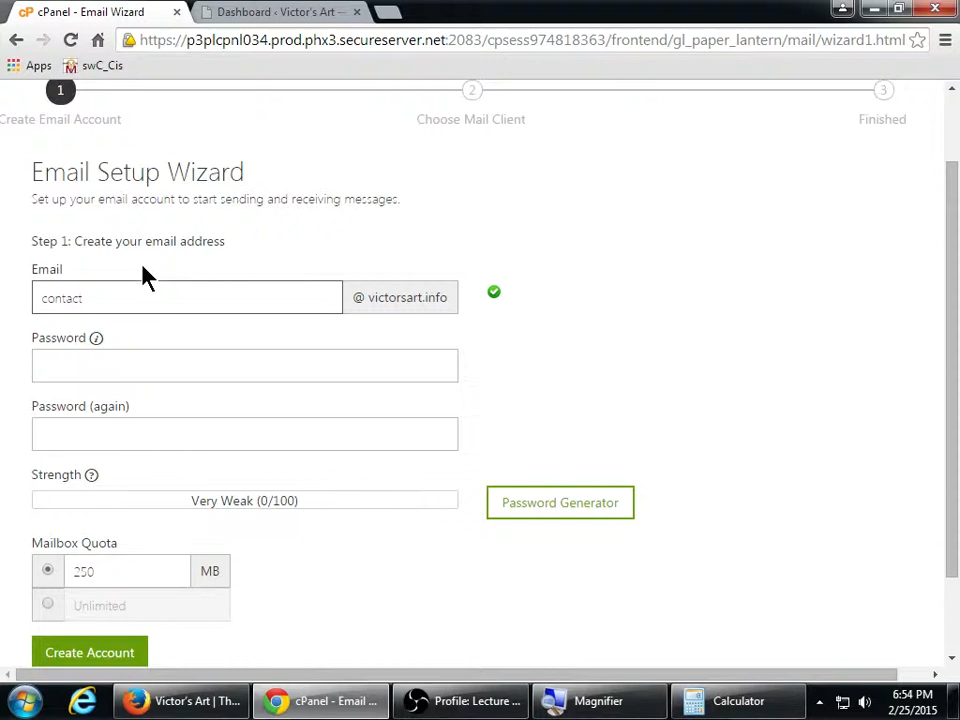 cPanel - Email Wizard
Dashboard ‹ Victor's Art —
https://p3plcpnl034.prod.phx3.secureserver.net:2083/cpsess974818363/frontend/gl_paper_lantern/mail/wizard1.html
Apps
swC_Cis
1
2
3
Create Email Account
Choose Mail Client
Finished
Email Setup Wizard
Set up your email account to start sending and receiving messages.
Step 1: Create your email address
Email
contact
@ victorsart.info
Password
Password (again)
Strength
Very Weak (0/100)
Password Generator
Mailbox Quota
250
MB
Unlimited
Create Account
Victor's Art | Th...
cPanel - Email ...
Profile: Lecture ...
Magnifier
Calculator
6:54 PM
2/25/2015